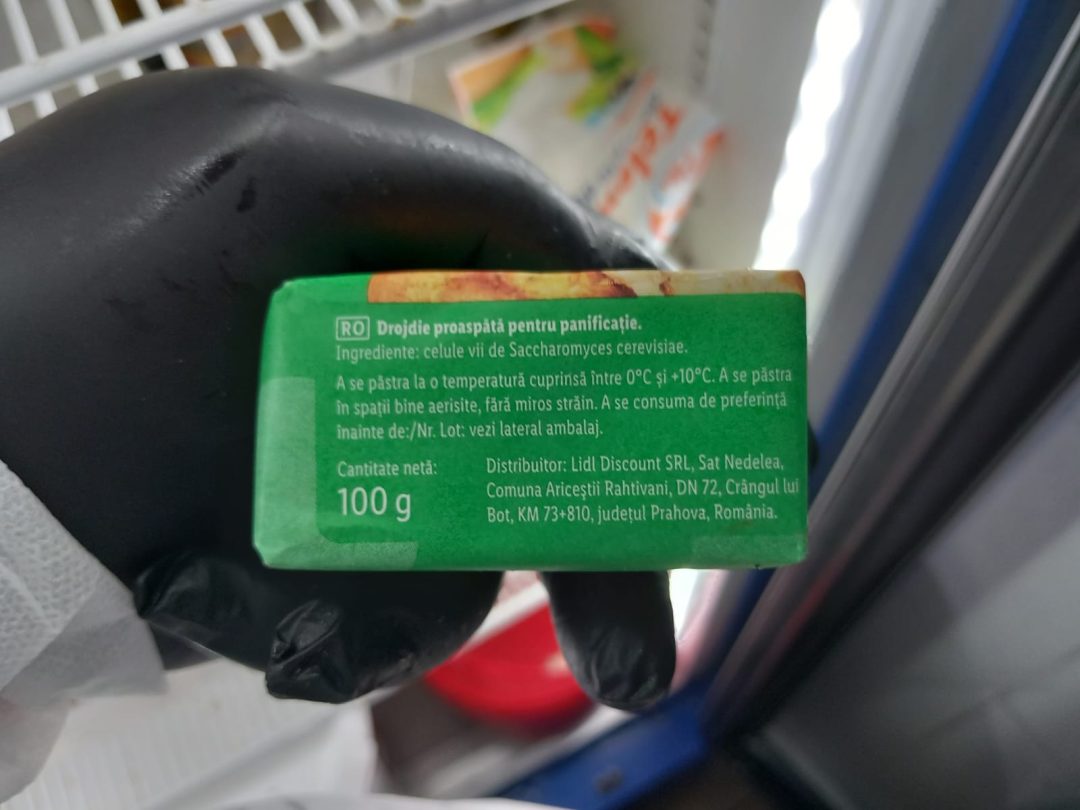 RO Drojdie proaspătă pentru panificație.
Ingrediente: celule vii de Saccharomyces cerevisiae.
A se păstra la o temperatură cuprinsă între 0°C și +10°C. A se păstra
în spații bine aerisite, fără miros străin. A se consuma de preferință
înainte de:/Nr. Lot: vezi lateral ambalaj.
Cantitate netă:
100 g
Distribuitor: Lidl Discount SRL, Sat Nedelea,
Comuna Ariceștii Rahtivani, DN 72, Crângul lui
Bot, KM 73+810, județul Prahova, România.